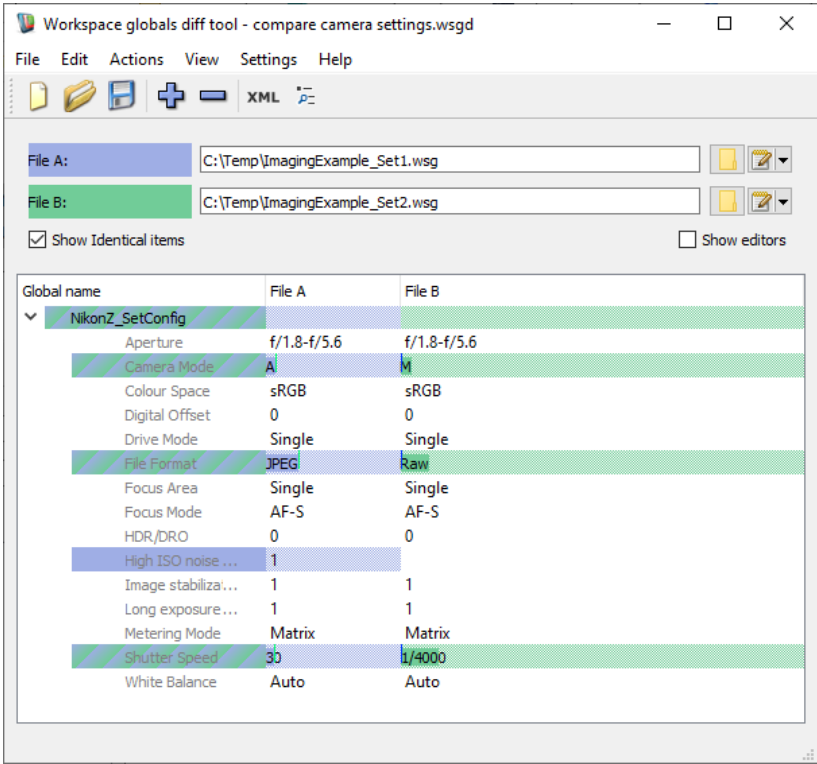 Workspace globals diff tool - compare camera settings.wsgd
File Edit Actions View Settings Help
XML
File A: C:\Temp\ImagingExample_Set1.wsg
File B: C:\Temp\ImagingExample_Set2.wsg
Show Identical items Show editors
Global name File A File B
NikonZ_SetConfig
Aperture f/1.8-f/5.6 f/1.8-f/5.6
Camera Mode A M
Colour Space sRGB sRGB
Digital Offset 0 0
Drive Mode Single Single
File Format JPEG Raw
Focus Area Single Single
Focus Mode AF-S AF-S
HDR/DRO 0 0
High ISO noise ... 1
Image stabilizat... 1 1
Long exposure... 1 1
Metering Mode Matrix Matrix
Shutter Speed 30 1/4000
White Balance Auto Auto